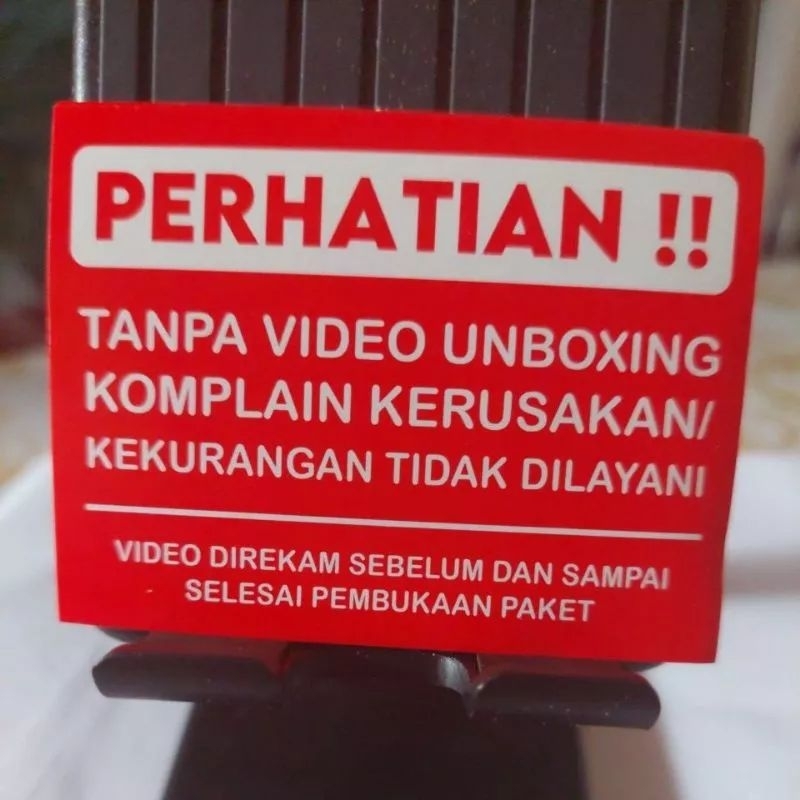 PERHATIAN !!
TANPA VIDEO UNBOXING
KOMPLAIN KERUSAKAN/
KEKURANGAN TIDAK DILAYANI
VIDEO DIREKAM SEBELUM DAN SAMPAI
SELESAI PEMBUKAAN PAKET